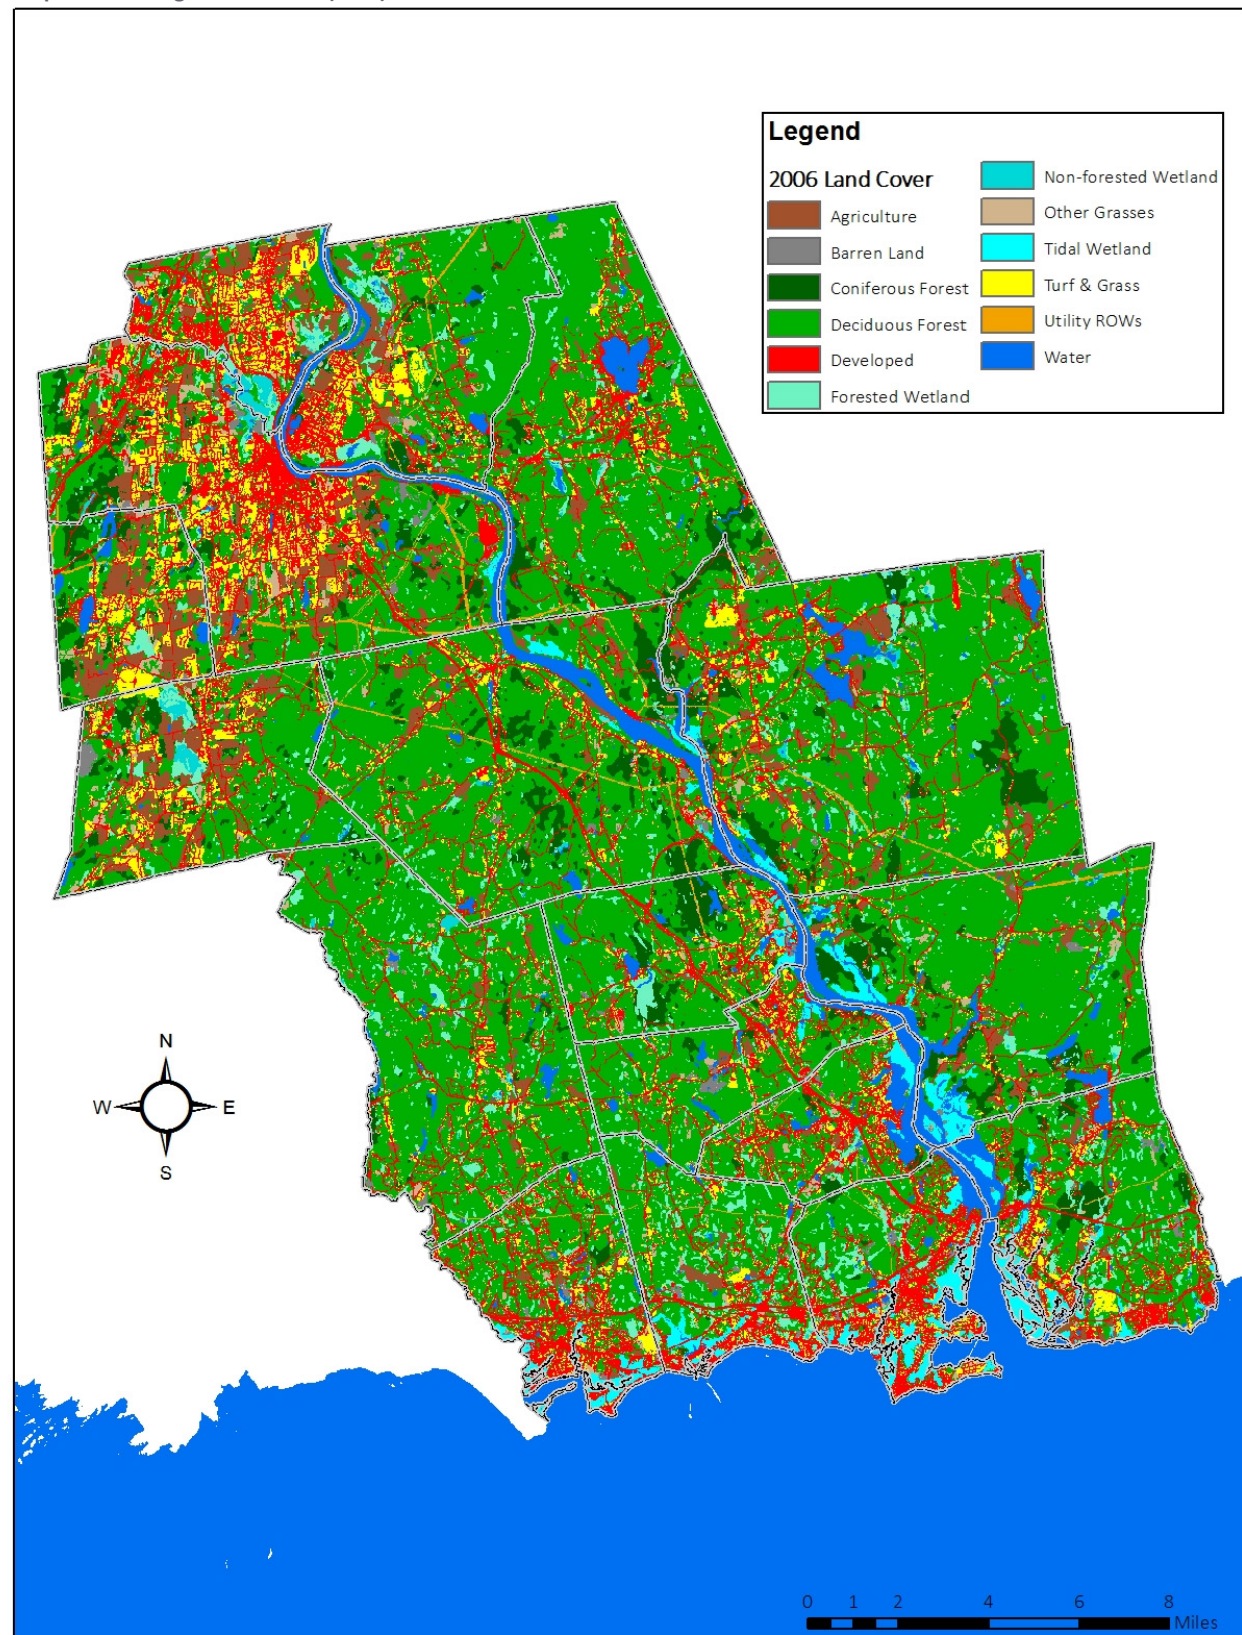 Legend
2006 Land Cover
Agriculture
Barren Land
Coniferous Forest
Deciduous Forest
Developed
Forested Wetland
Non-forested Wetland
Other Grasses
Tidal Wetland
Turf & Grass
Utility ROWs
Water
N
W E
S
0 1 2 4 6 8
Miles